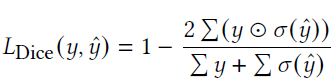 L_Dice(y, ŷ) = 1 − (2 ∑(y ⊙ σ(ŷ))) / (∑ y + ∑ σ(ŷ))